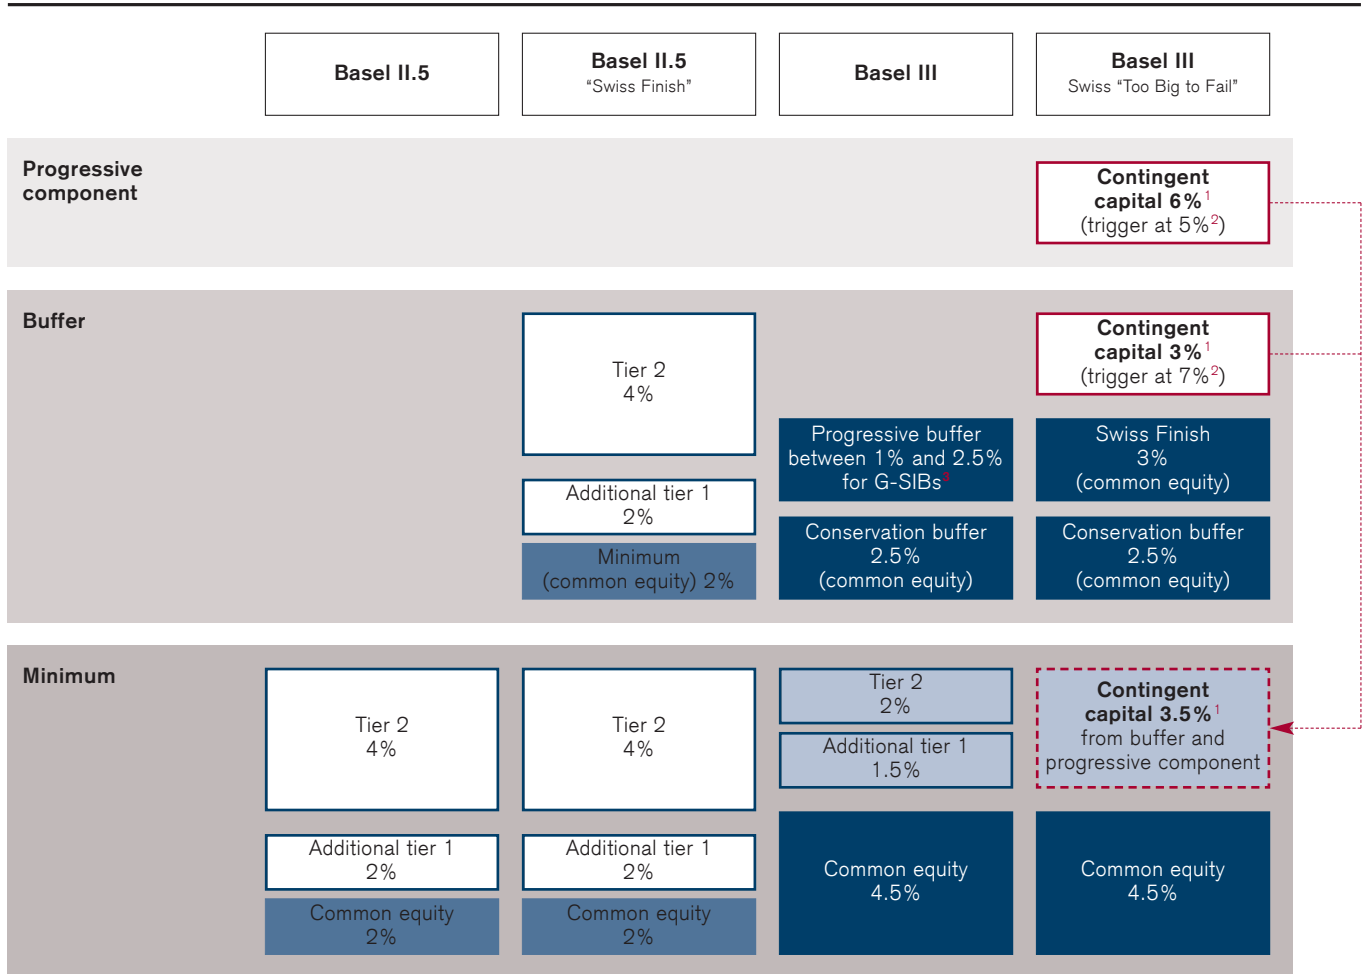 Basel II.5
Basel II.5
“Swiss Finish”
Basel III
Basel III
Swiss “Too Big to Fail”
Progressive
component
Contingent
capital 6%1
(trigger at 5%2)
Buffer
Tier 2
4%
Additional tier 1
2%
Minimum
(common equity) 2%
Progressive buffer
between 1% and 2.5%
for G-SIBs3
Conservation buffer
2.5%
(common equity)
Contingent
capital 3%1
(trigger at 7%2)
Swiss Finish
3%
(common equity)
Conservation buffer
2.5%
(common equity)
Minimum
Tier 2
4%
Additional tier 1
2%
Common equity
2%
Tier 2
4%
Additional tier 1
2%
Common equity
2%
Tier 2
2%
Additional tier 1
1.5%
Common equity
4.5%
Contingent
capital 3.5%1
from buffer and
progressive component
Common equity
4.5%